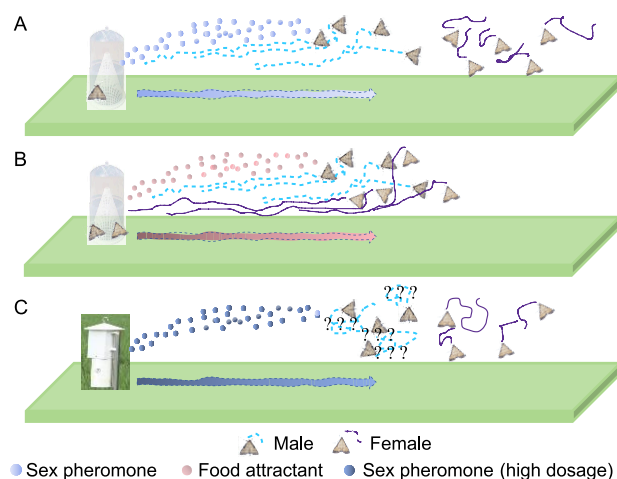 A
B
C
? ? ?
? ? ?
? ? ?
? ? ?
Male Female
Sex pheromone Food attractant Sex pheromone (high dosage)